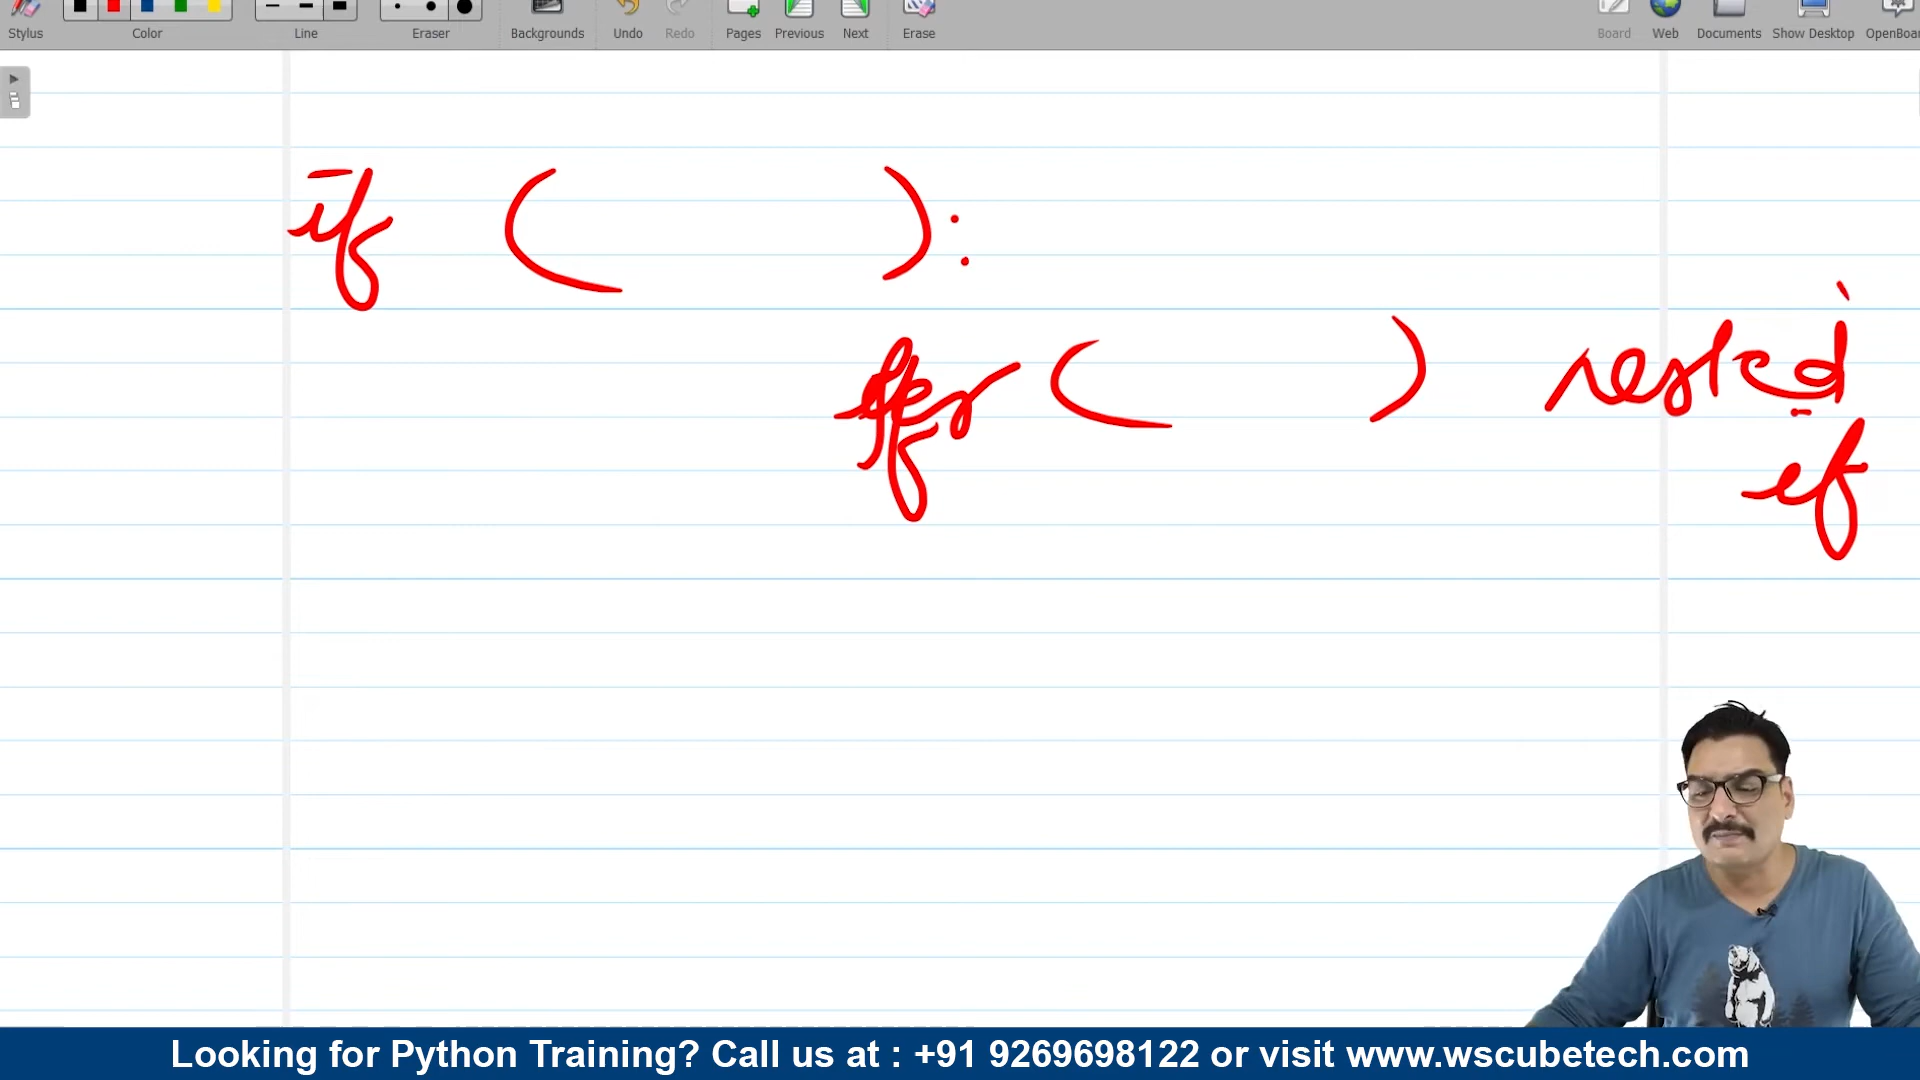 Stylus Color Line Eraser Backgrounds Undo Redo Pages Previous Next Erase Board Web Documents Show Desktop OpenBoar
if ( ):
( ) nested
if
Looking for Python Training? Call us at : +91 9269698122 or visit www.wscubetech.com